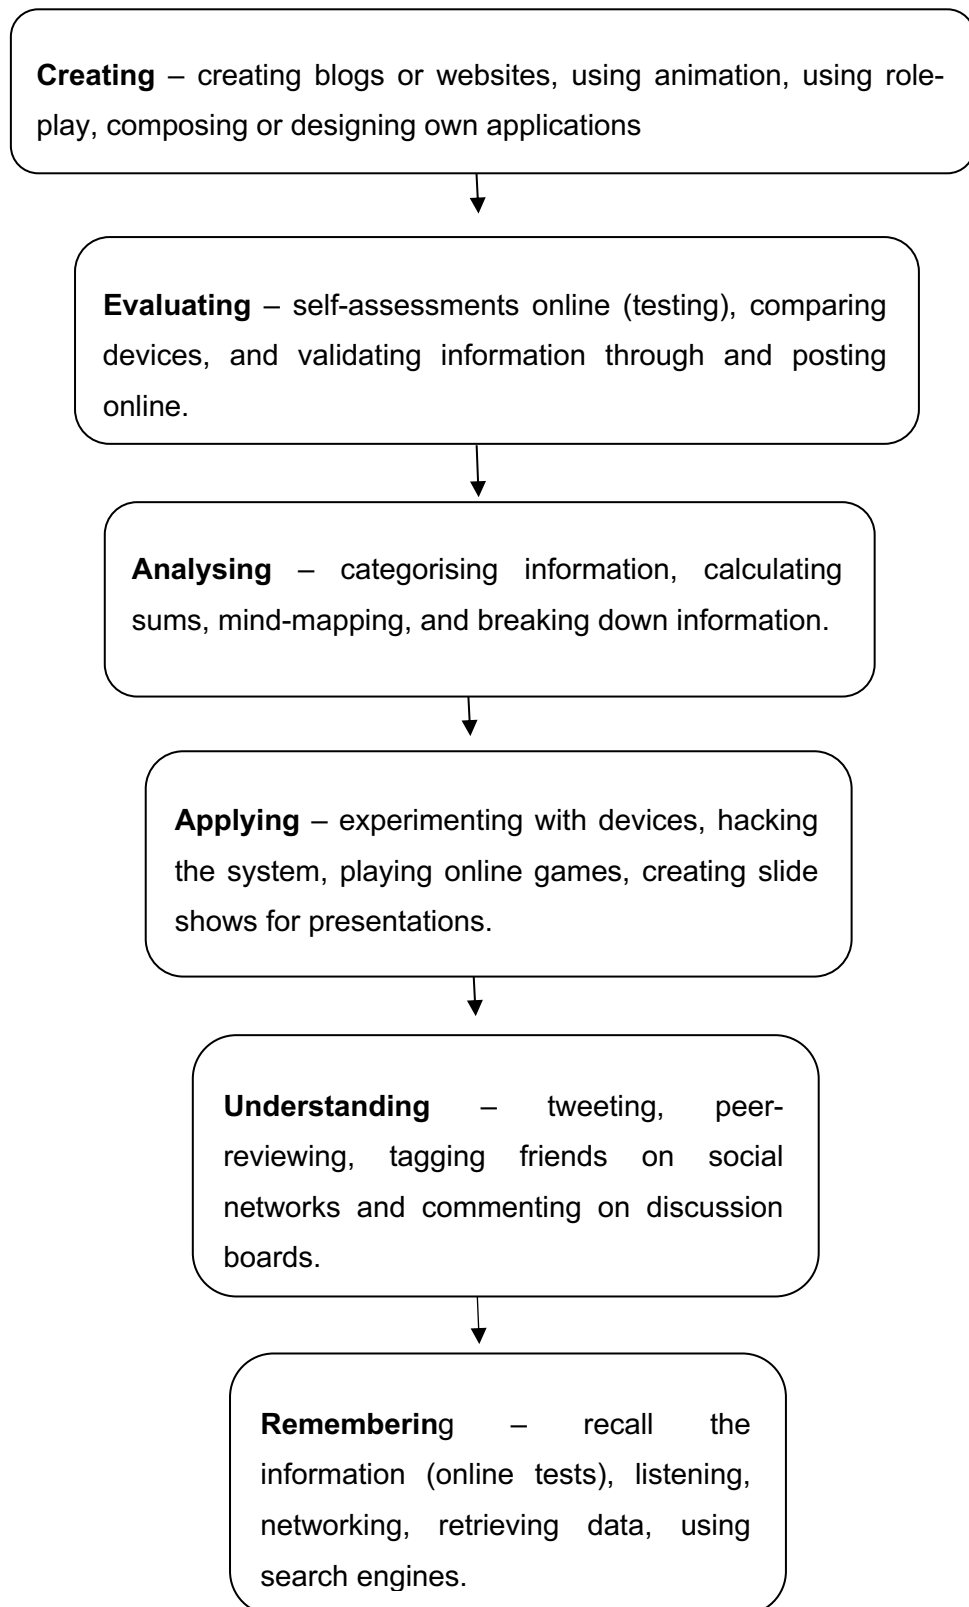 Creating – creating blogs or websites, using animation, using role-
play, composing or designing own applications
Evaluating – self-assessments online (testing), comparing
devices, and validating information through and posting
online.
Analysing – categorising information, calculating
sums, mind-mapping, and breaking down information.
Applying – experimenting with devices, hacking
the system, playing online games, creating slide
shows for presentations.
Understanding – tweeting, peer-
reviewing, tagging friends on social
networks and commenting on discussion
boards.
Remembering – recall the
information (online tests), listening,
networking, retrieving data, using
search engines.